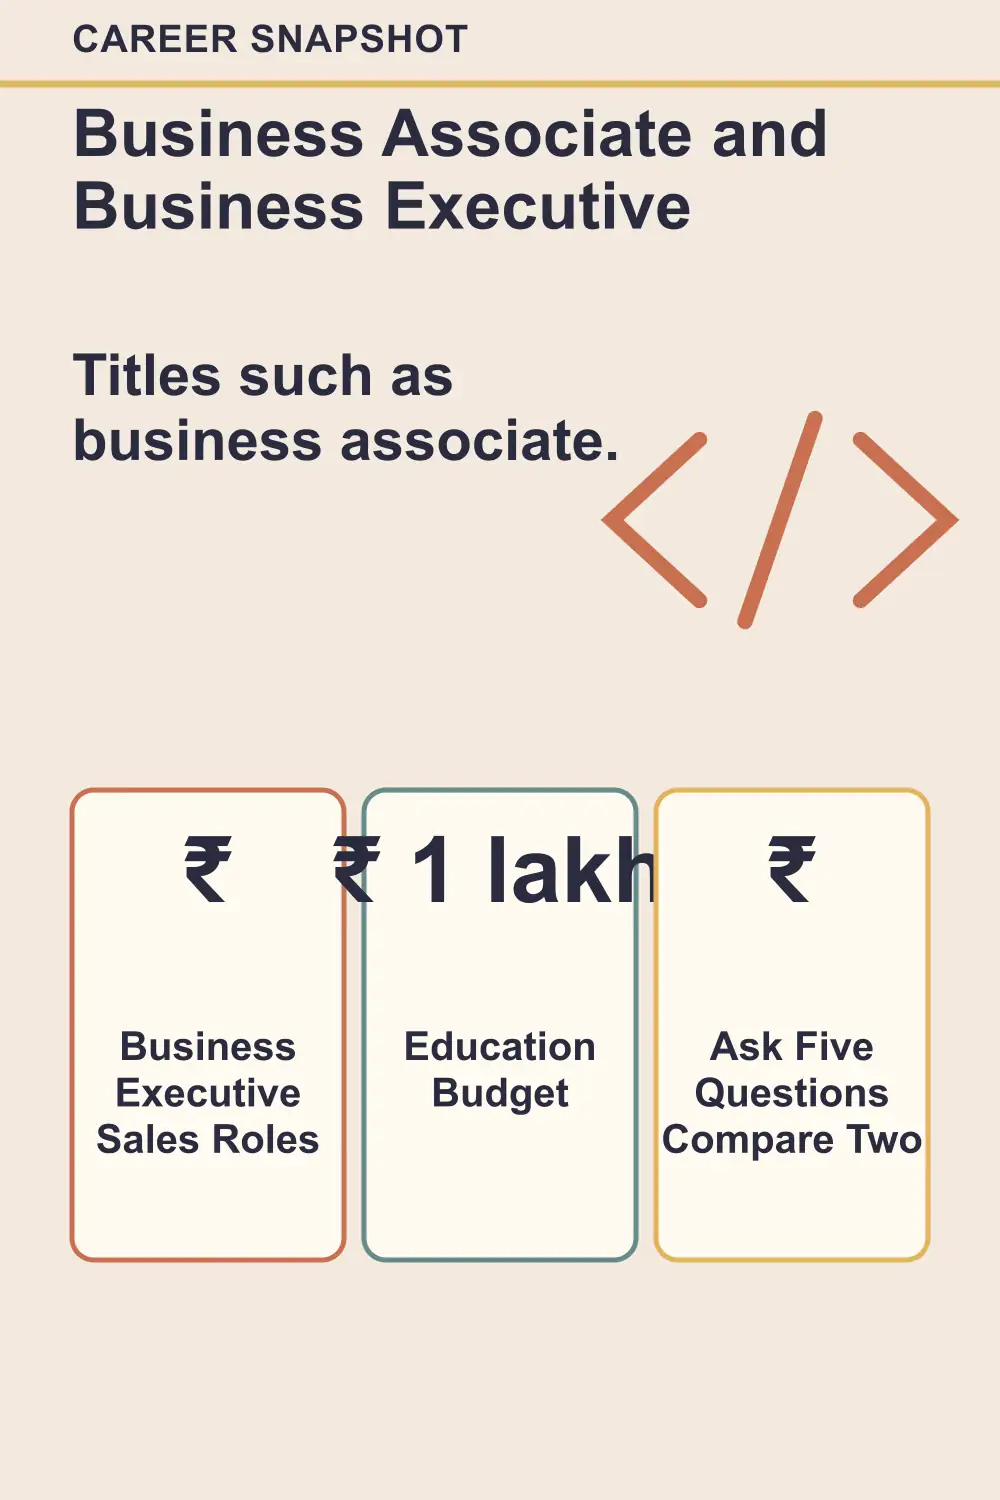 CAREER SNAPSHOT
Business Associate and
Business Executive
Titles such as
business associate.
</>
₹
₹ 1 lakh
₹
Business
Executive
Sales Roles
Education
Budget
Ask Five
Questions
Compare Two